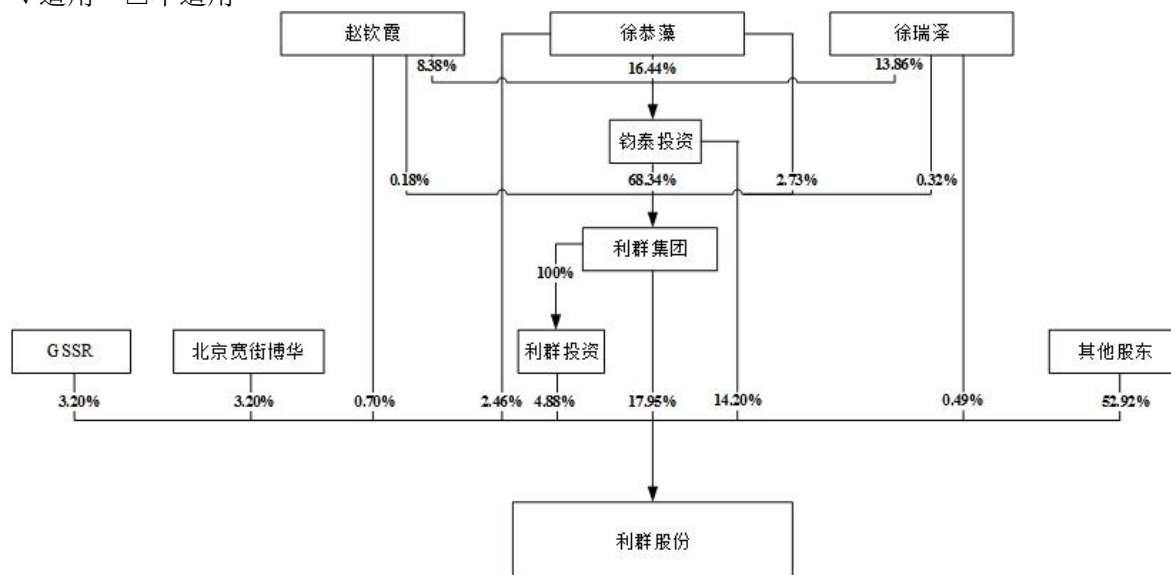 赵钦霞
徐恭藻
徐瑞泽
8.38%
16.44%
13.86%
钧泰投资
0.18%
68.34%
2.73%
0.32%
利群集团
100%
GSSR
北京宽街博华
利群投资
其他股东
3.20%
3.20%
0.70%
2.46%
4.88%
17.95%
14.20%
0.49%
52.92%
利群股份